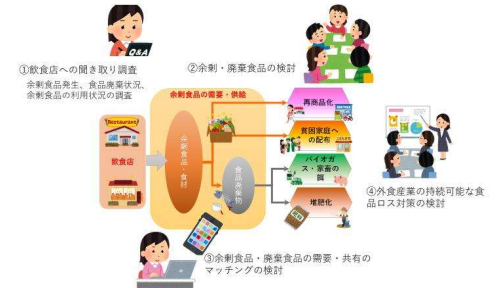 Q&A
①飲食店への聞き取り調査
余剰食品発生、食品廃棄状況、
余剰食品の利用状況の調査
②余剰・廃棄食品の検討
余剰食品の需要・供給
Restaurant
飲食店
余剰食品・食材
食品廃棄物
再商品化
貧困家庭へ
の配布
バイオガ
ス・家畜の
餌
堆肥化
③余剰食品・廃棄食品の需要・共有の
マッチングの検討
④外食産業の持続可能な食
品ロス対策の検討